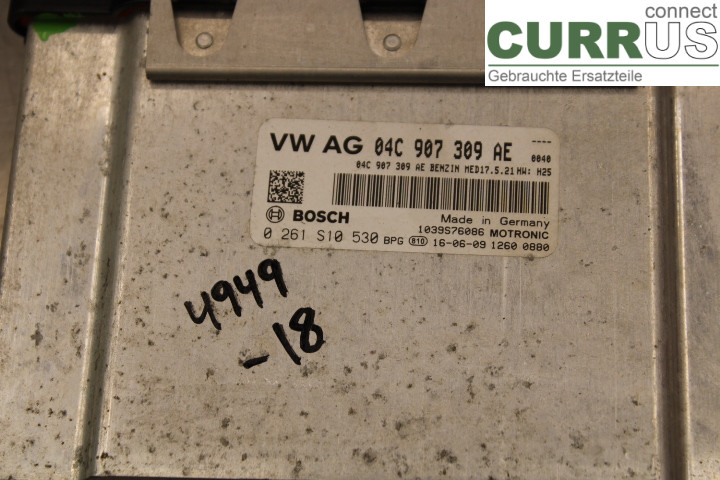 connect
CURRUS
Gebrauchte Ersatzteile
VW AG 04C 907 309 AE ----
0040
04C 907 309 AE BENZIN MED17.5.21 HW: H25
BOSCH
Made in Germany
1039S76086 MOTRONIC
0 261 S10 530 BPG 810 16-06-09 1260 0880
4949
-18